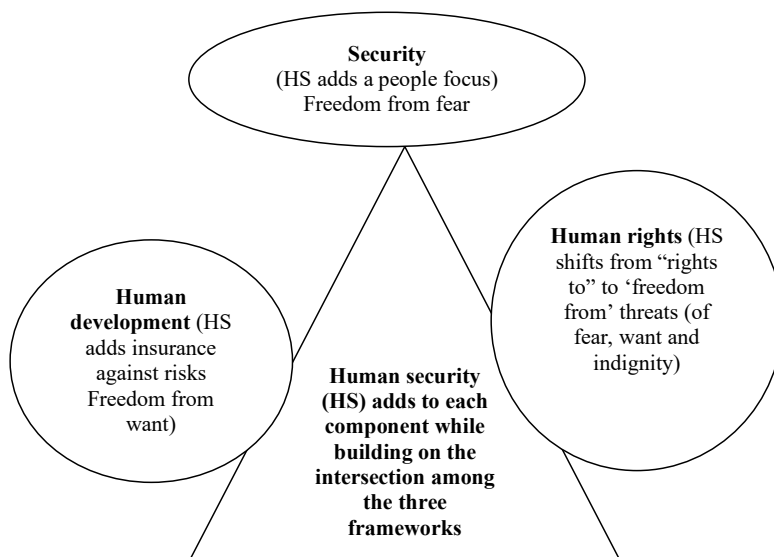 Security
(HS adds a people focus)
Freedom from fear
Human rights (HS
shifts from “rights
to” to ‘freedom
from’ threats (of
fear, want and
indignity)
Human
development (HS
adds insurance
against risks
Freedom from
want)
Human security
(HS) adds to each
component while
building on the
intersection among
the three
frameworks